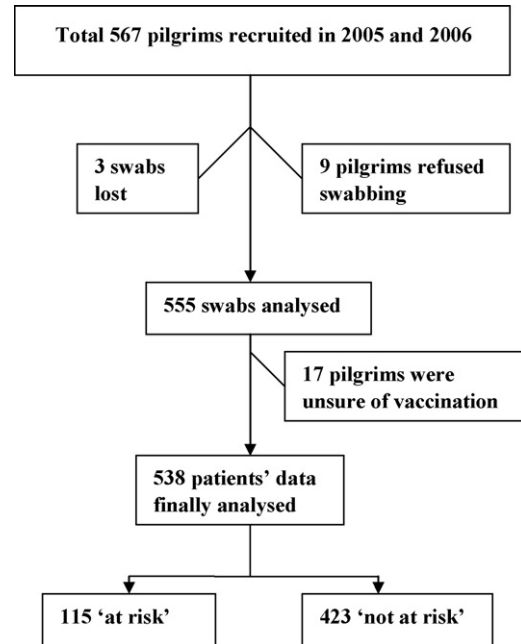 Total 567 pilgrims recruited in 2005 and 2006
3 swabs
lost
9 pilgrims refused
swabbing
555 swabs analysed
17 pilgrims were
unsure of vaccination
538 patients’ data
finally analysed
115 ‘at risk’
423 ‘not at risk’